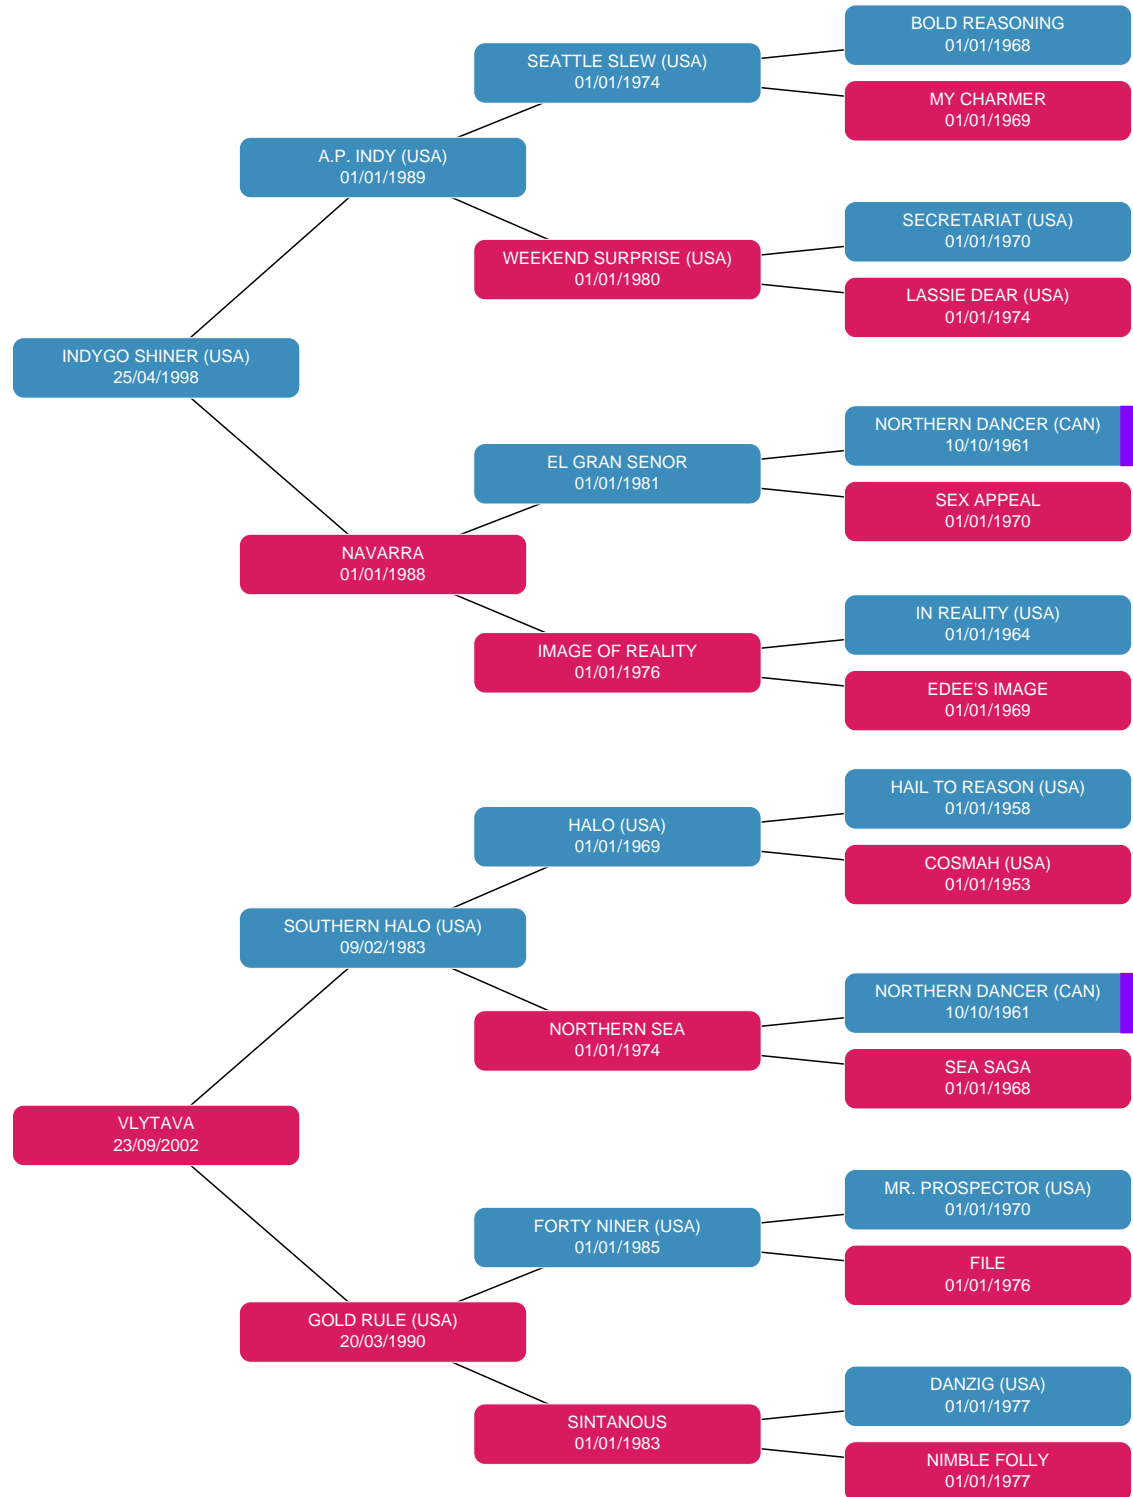 BOLD REASONING
01/01/1968
SEATTLE SLEW (USA)
01/01/1974
MY CHARMER
01/01/1969
A.P. INDY (USA)
01/01/1989
SECRETARIAT (USA)
01/01/1970
WEEKEND SURPRISE (USA)
01/01/1980
LASSIE DEAR (USA)
01/01/1974
INDYGO SHINER (USA)
25/04/1998
NORTHERN DANCER (CAN)
10/10/1961
EL GRAN SENOR
01/01/1981
SEX APPEAL
01/01/1970
NAVARRA
01/01/1988
IN REALITY (USA)
01/01/1964
IMAGE OF REALITY
01/01/1976
EDEE'S IMAGE
01/01/1969
HAIL TO REASON (USA)
01/01/1958
HALO (USA)
01/01/1969
COSMAH (USA)
01/01/1953
SOUTHERN HALO (USA)
09/02/1983
NORTHERN DANCER (CAN)
10/10/1961
NORTHERN SEA
01/01/1974
SEA SAGA
01/01/1968
VLYTAVA
23/09/2002
MR. PROSPECTOR (USA)
01/01/1970
FORTY NINER (USA)
01/01/1985
FILE
01/01/1976
GOLD RULE (USA)
20/03/1990
DANZIG (USA)
01/01/1977
SINTANOUS
01/01/1983
NIMBLE FOLLY
01/01/1977